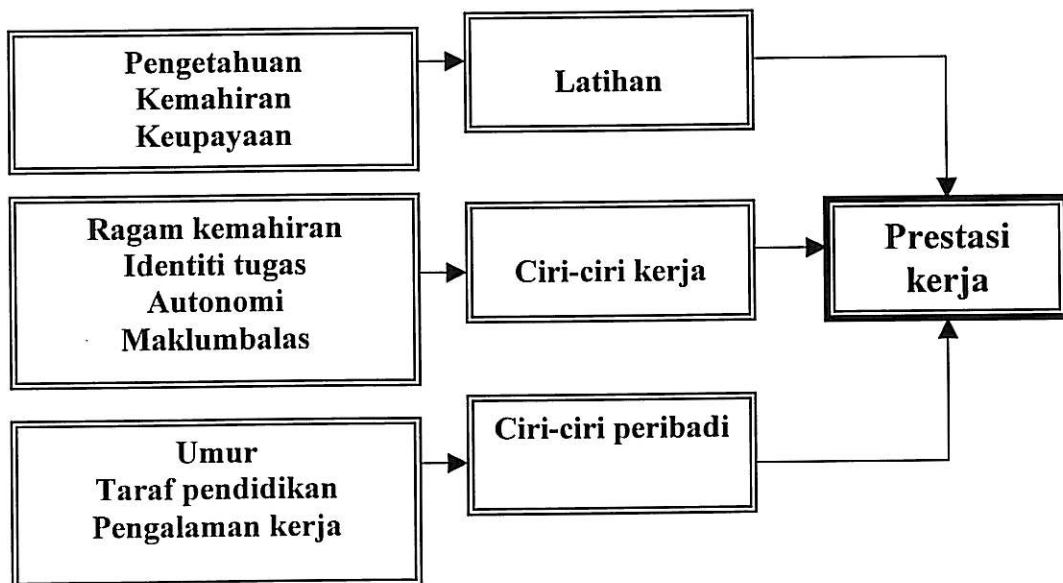 Pengetahuan
Kemahiran
Keupayaan
Latihan
Ragam kemahiran
Identiti tugas
Autonomi
Maklumbalas
Ciri-ciri kerja
Prestasi
kerja
Umur
Taraf pendidikan
Pengalaman kerja
Ciri-ciri peribadi